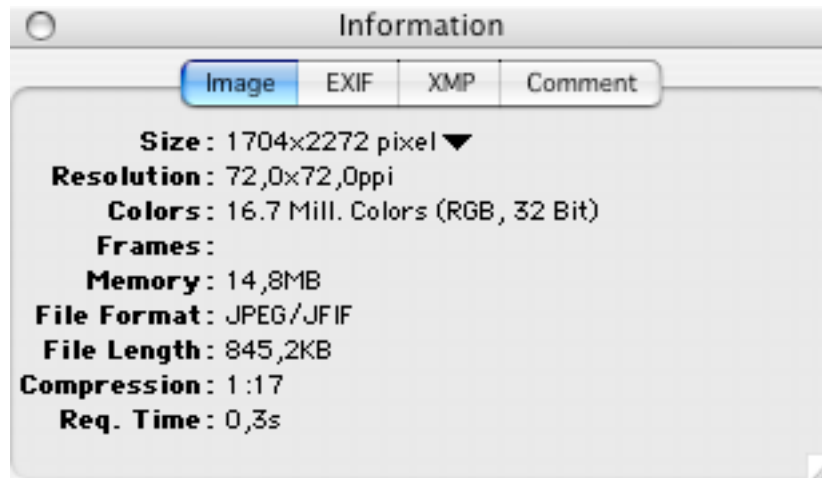 Information
Image EXIF XMP Comment
Size: 1704x2272 pixel
Resolution: 72,0x72,0ppi
Colors: 16.7 Mill. Colors (RGB, 32 Bit)
Frames:
Memory: 14,8MB
File Format: JPEG/JFIF
File Length: 845,2KB
Compression: 1:17
Req. Time: 0,3s